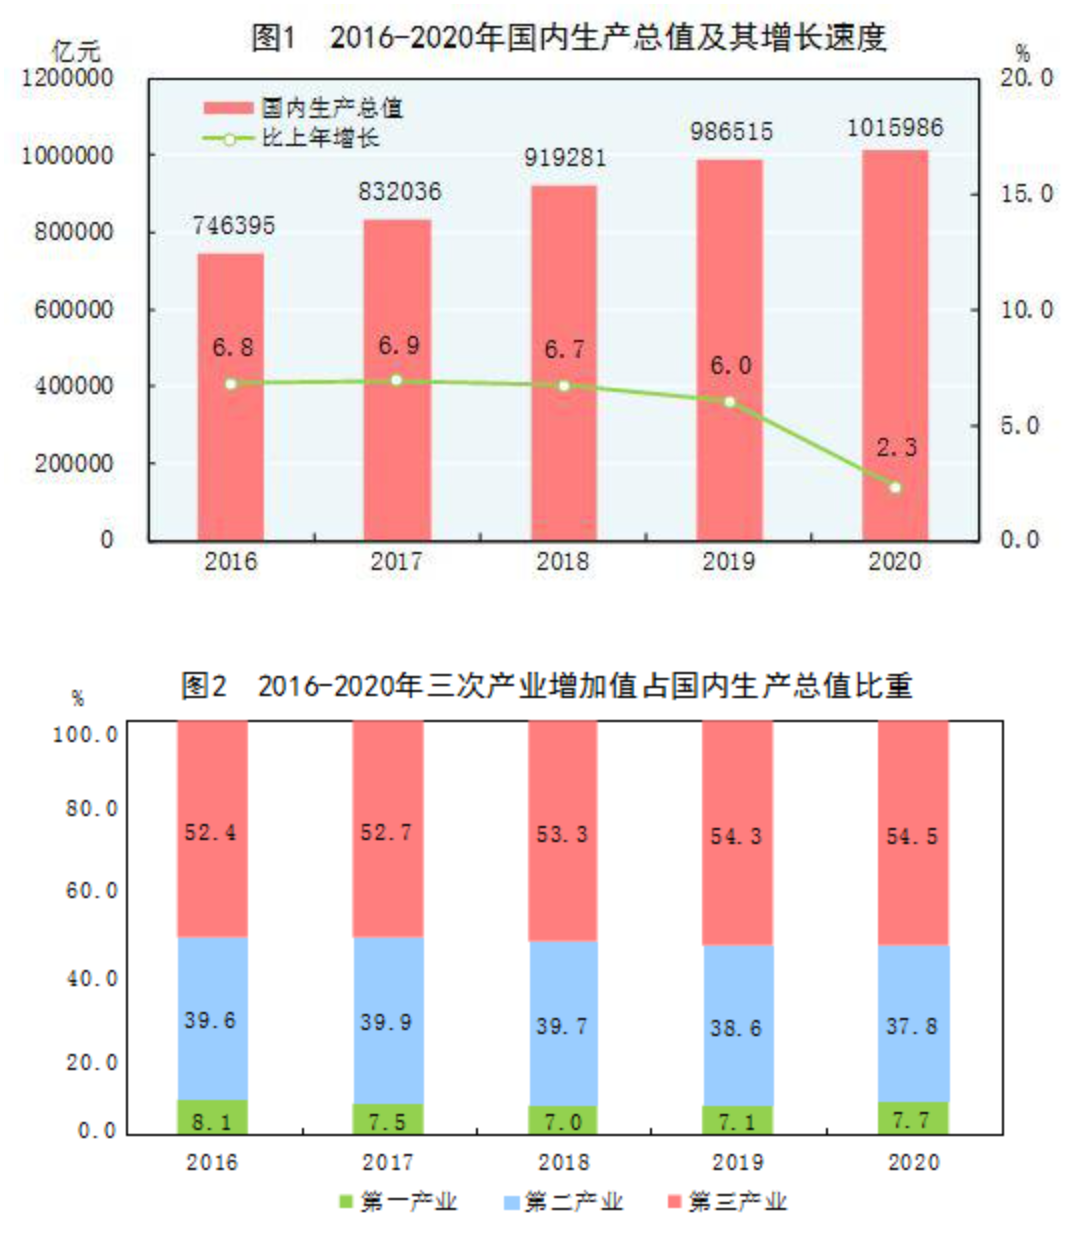 图1 2016-2020年国内生产总值及其增长速度
亿元 %
1200000 20.0
国内生产总值
比上年增长
1000000 986515 1015986
919281
832036 15.0
800000 746395
600000 10.0
6.8 6.9 6.7 6.0
400000
5.0
200000 2.3
0 0.0
2016 2017 2018 2019 2020
图2 2016-2020年三次产业增加值占国内生产总值比重
%
100.0
80.0
52.4 52.7 53.3 54.3 54.5
60.0
40.0
39.6 39.9 39.7 38.6 37.8
20.0
8.1 7.5 7.0 7.1 7.7
0.0
2016 2017 2018 2019 2020
第一产业 第二产业 第三产业